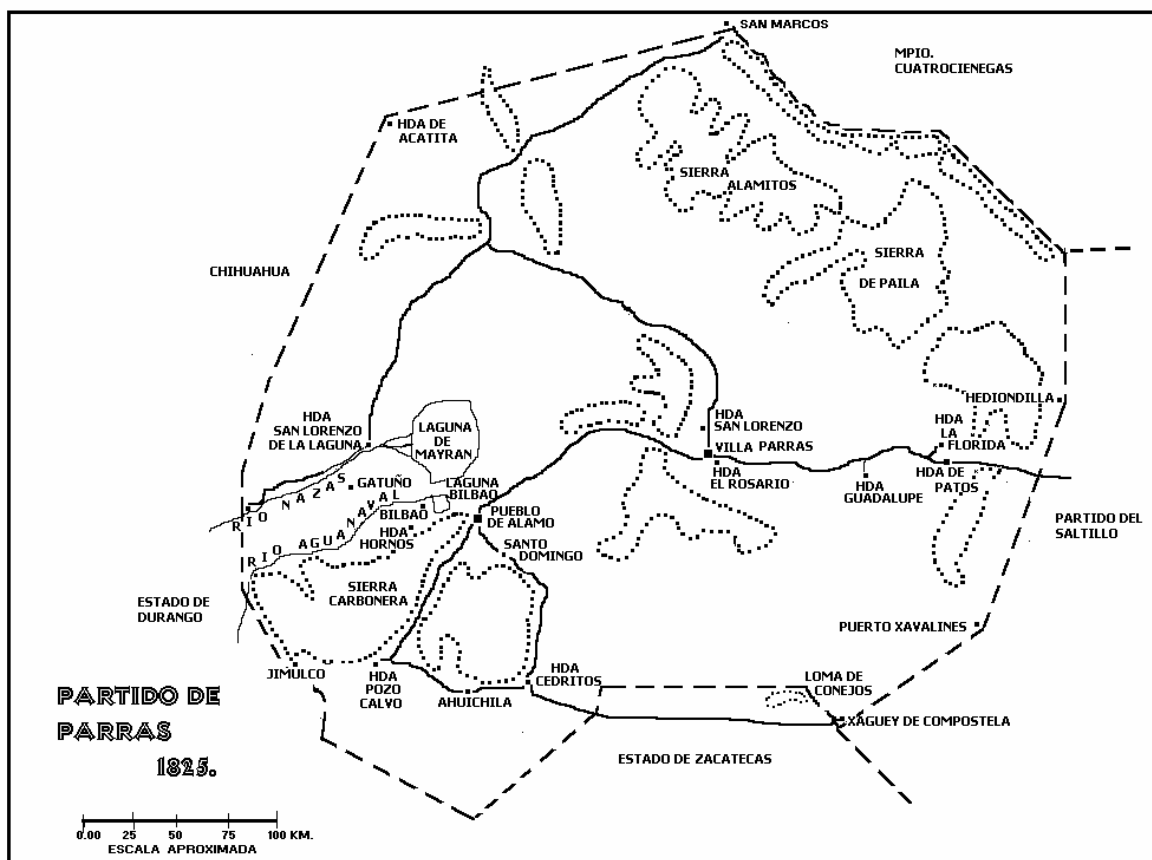 SAN MARCOS
MPIO.
CUATROCIENEGAS
HDA DE
ACATITA
SIERRA
ALAMITOS
SIERRA
DE PAILA
CHIHUAHUA
HEDIONDILLA
HDA
SAN LORENZO
DE LA LAGUNA
LAGUNA
DE
MAYRAN
HDA
SAN LORENZO
VILLA PARRAS
HDA
EL ROSARIO
HDA
LA
FLORIDA
HDA DE
PATOS
HDA
GUADALUPE
GATUÑO
RIO NAZAS
LAGUNA
BILBAO
BILBAO
RIO AGUANAVAL
HDA
HORNOS
PUEBLO
DE ALAMO
SANTO
DOMINGO
PARTIDO DEL
SALTILLO
SIERRA
CARBONERA
ESTADO DE
DURANGO
PUERTO XAVALINES
JIMULCO
HDA
POZO
CALVO
AHUICHILA
HDA
CEDRITOS
LOMA DE
CONEJOS
XAGUEY DE COMPOSTELA
ESTADO DE ZACATECAS
PARTIDO DE
PARRAS
1825.
0.00 25 50 75 100 KM.
ESCALA APROXIMADA